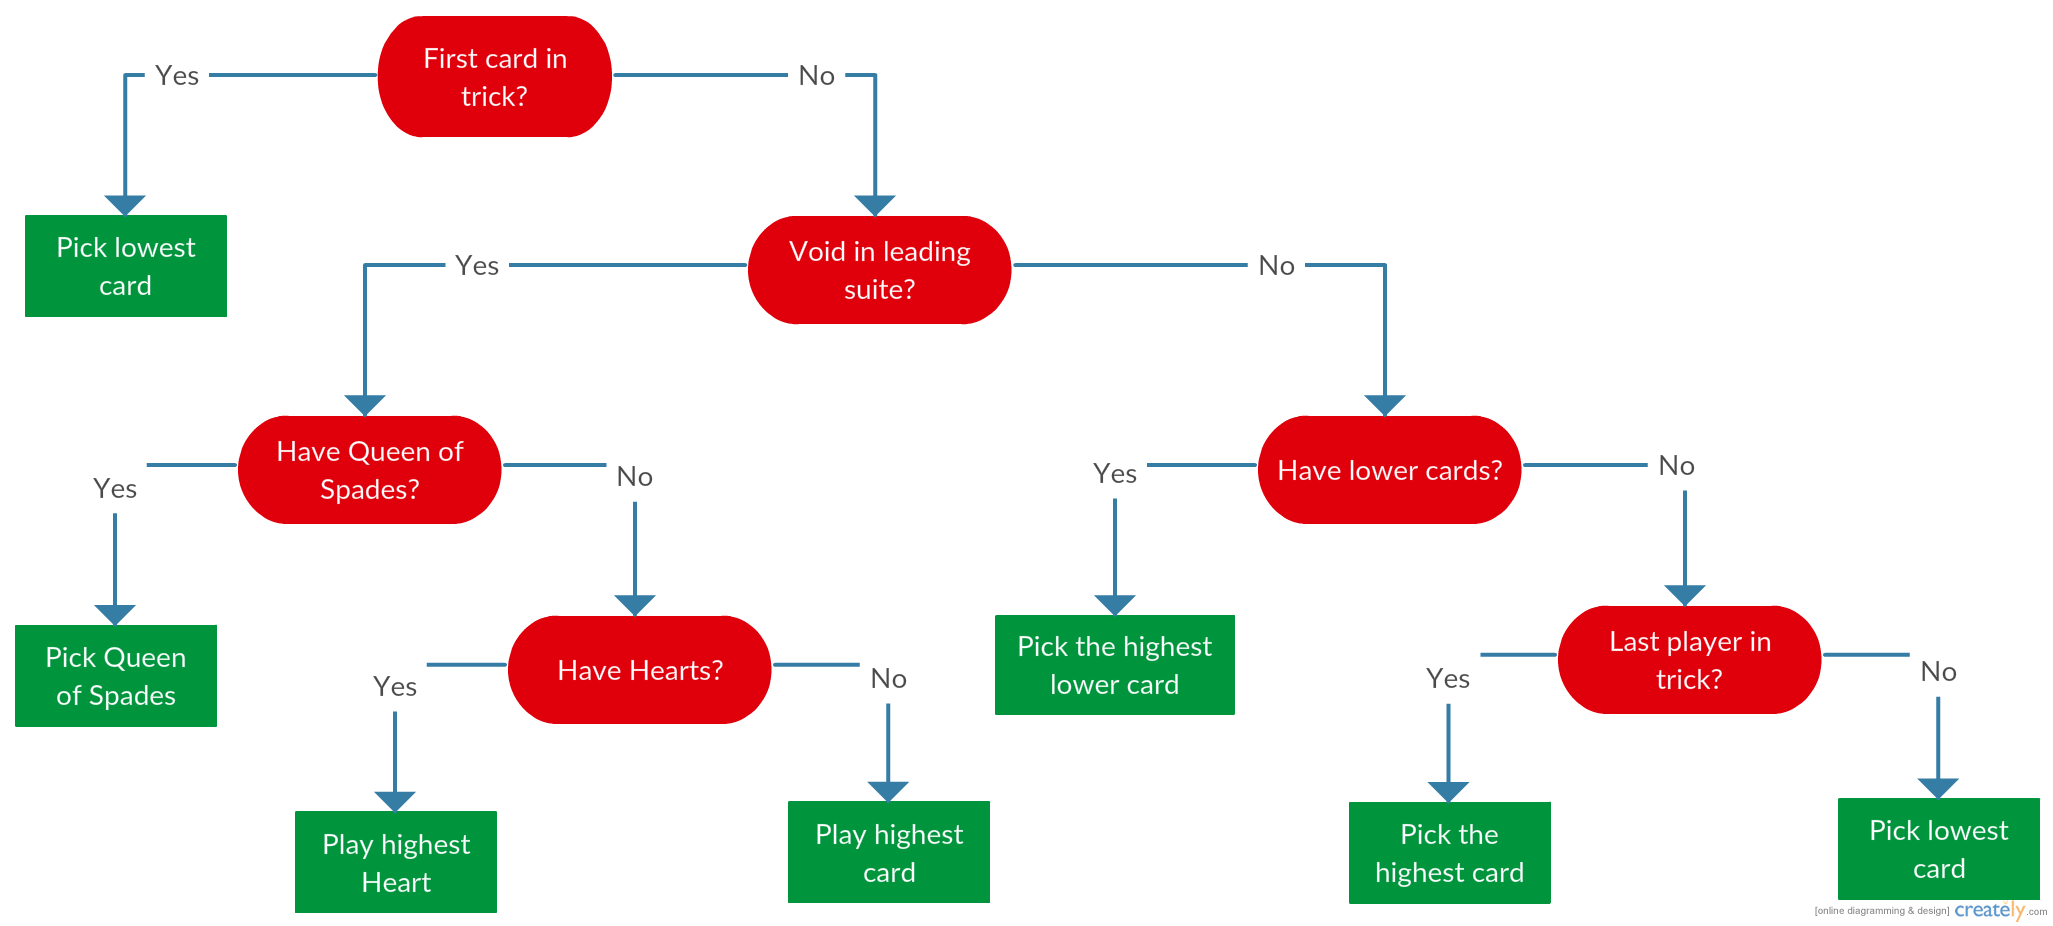 First card in
trick?
Yes
No
Pick lowest
card
Void in leading
suite?
Yes
No
Have Queen of
Spades?
Yes
No
Have lower cards?
Yes
No
Pick Queen
of Spades
Have Hearts?
Yes
No
Pick the highest
lower card
Last player in
trick?
Yes
No
Play highest
Heart
Play highest
card
Pick the
highest card
Pick lowest
card
[online diagramming & design] creately.com